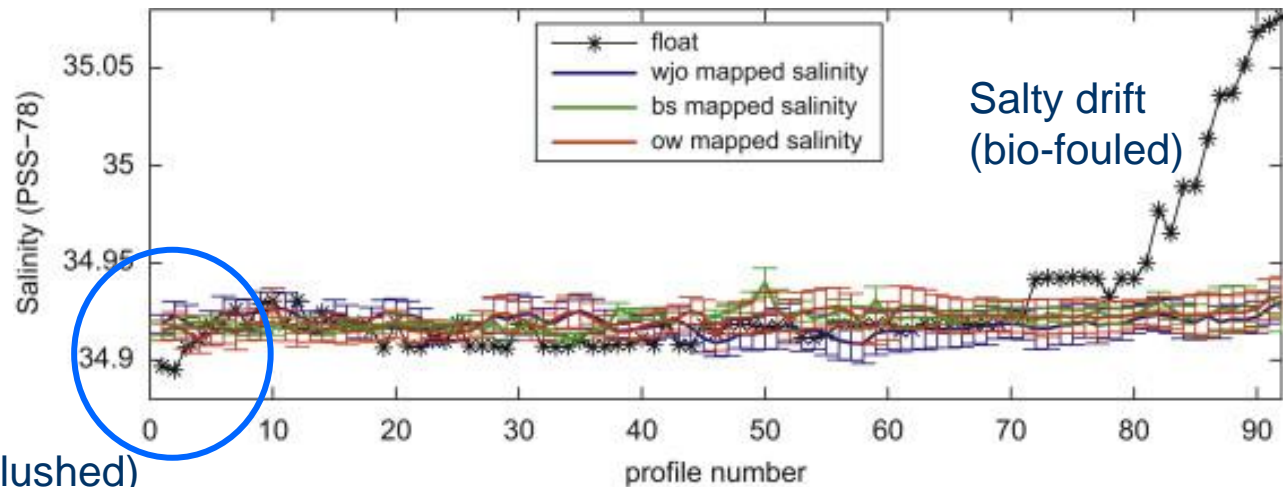 float
wjo mapped salinity
bs mapped salinity
ow mapped salinity
Salty drift
(bio-fouled)
Salinity (PSS−78)
35.05
35
34.95
34.9
0 10 20 30 40 50 60 70 80 90
profile number
lushed)